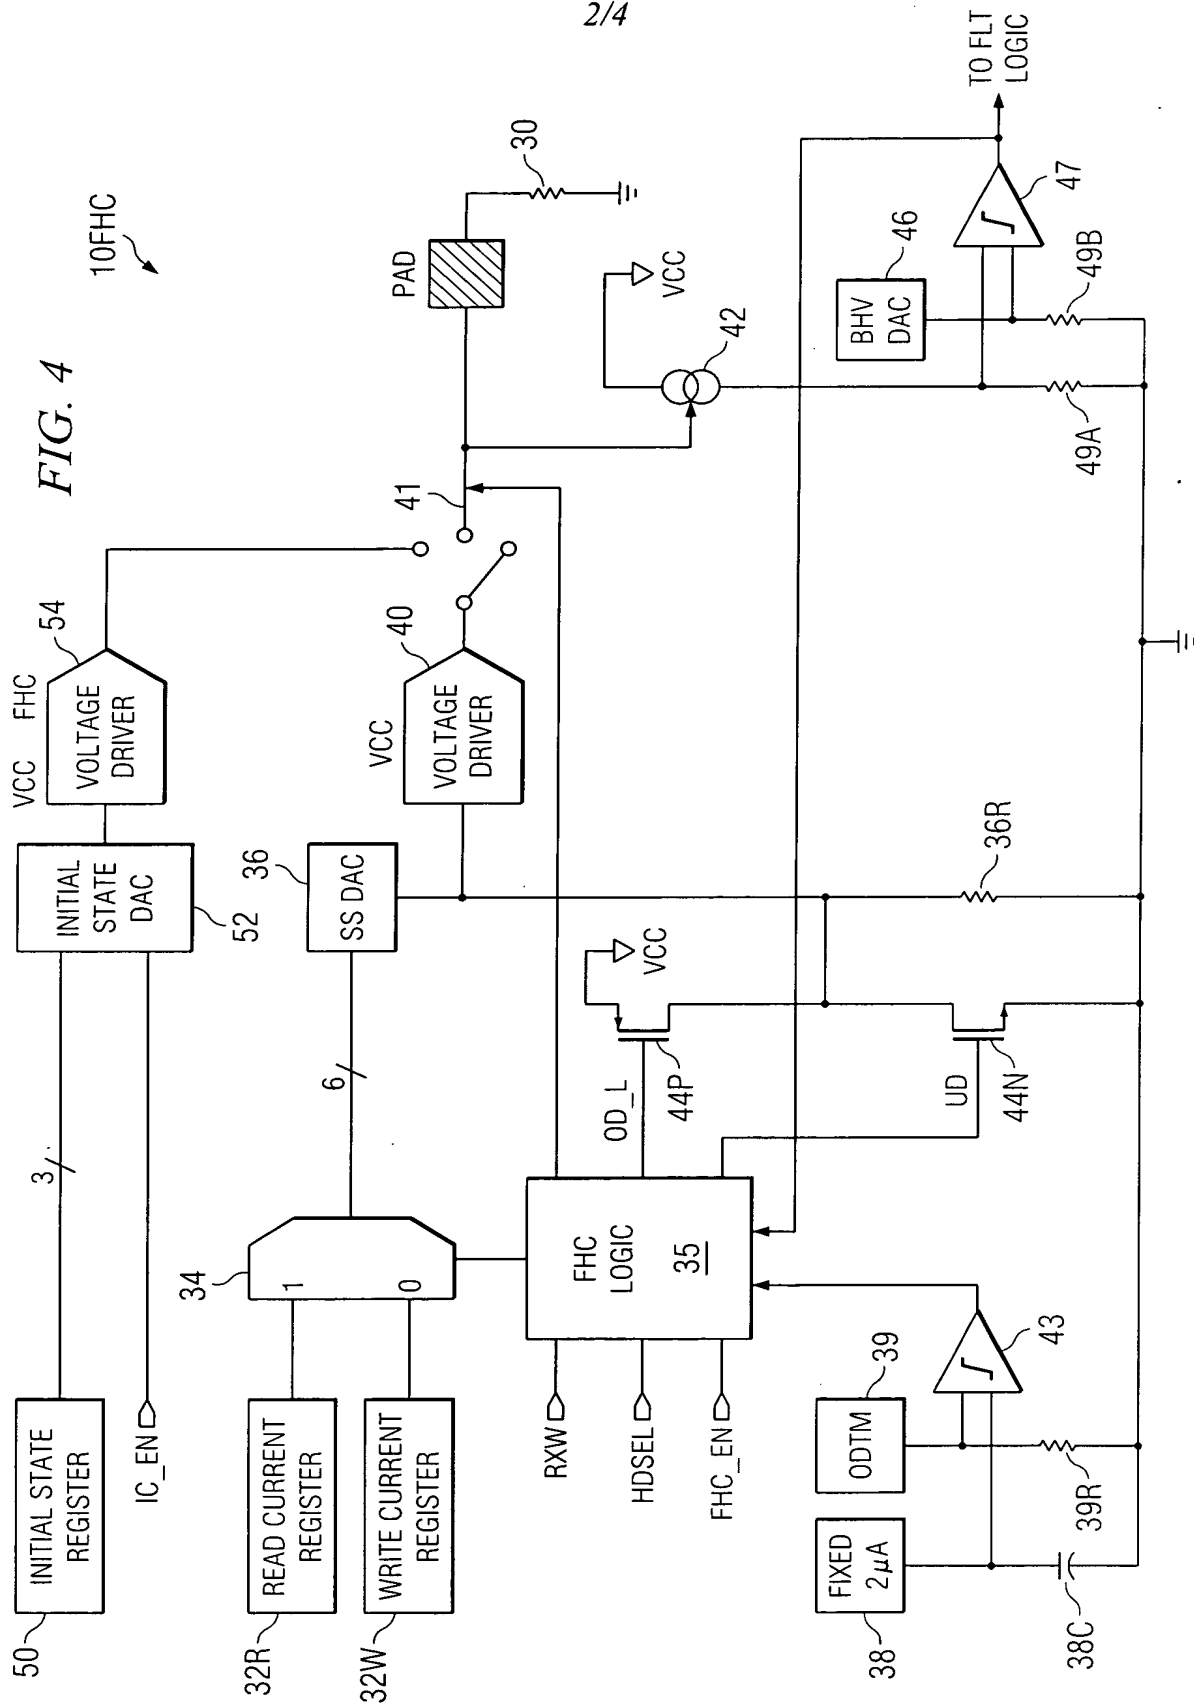 2/4
FIG. 4
10FHC
50
INITIAL STATE
REGISTER
IC_EN
3
INITIAL
STATE
DAC
52
VCC
FHC
VOLTAGE
DRIVER
54
32R
READ CURRENT
REGISTER
32W
WRITE CURRENT
REGISTER
34
1
0
6
36
SS DAC
VCC
VOLTAGE
DRIVER
40
41
PAD
30
RXW
HDSEL
FHC_EN
FHC
LOGIC
35
OD_L
44P
VCC
UD
44N
36R
VCC
42
38
FIXED
2µA
38C
ODTM
39
39R
43
BHV
DAC
46
49A
49B
47
TO FLT
LOGIC